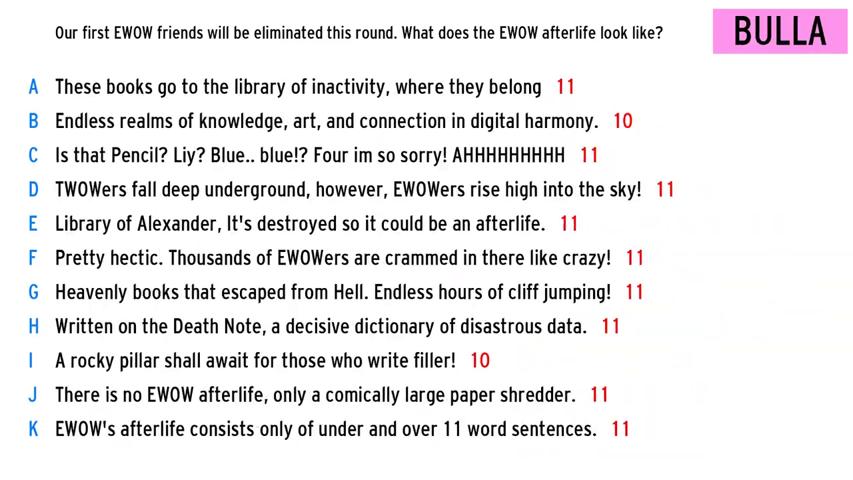 Our first EWOW friends will be eliminated this round. What does the EWOW afterlife look like?
BULLA
A These books go to the library of inactivity, where they belong 11
B Endless realms of knowledge, art, and connection in digital harmony. 10
C Is that Pencil? Liy? Blue.. blue!? Four im so sorry! AHHHHHHHHH 11
D TWOWers fall deep underground, however, EWOWers rise high into the sky! 11
E Library of Alexander, It's destroyed so it could be an afterlife. 11
F Pretty hectic. Thousands of EWOWers are crammed in there like crazy! 11
G Heavenly books that escaped from Hell. Endless hours of cliff jumping! 11
H Written on the Death Note, a decisive dictionary of disastrous data. 11
I A rocky pillar shall await for those who write filler! 10
J There is no EWOW afterlife, only a comically large paper shredder. 11
K EWOW's afterlife consists only of under and over 11 word sentences. 11